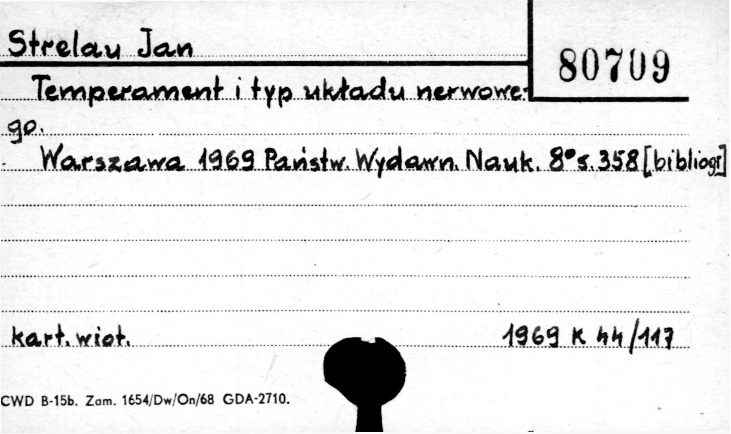 Strelau Jan
80709
Temperament i typ układu nerwowe-
go.
Warszawa 1969 Państw. Wydawn. Nauk. 8° s. 358 [bibliogr]
kart. wiot. 1969 K 44/117
CWD B-15b. Zam. 1654/Dw/On/68 GDA-2710.